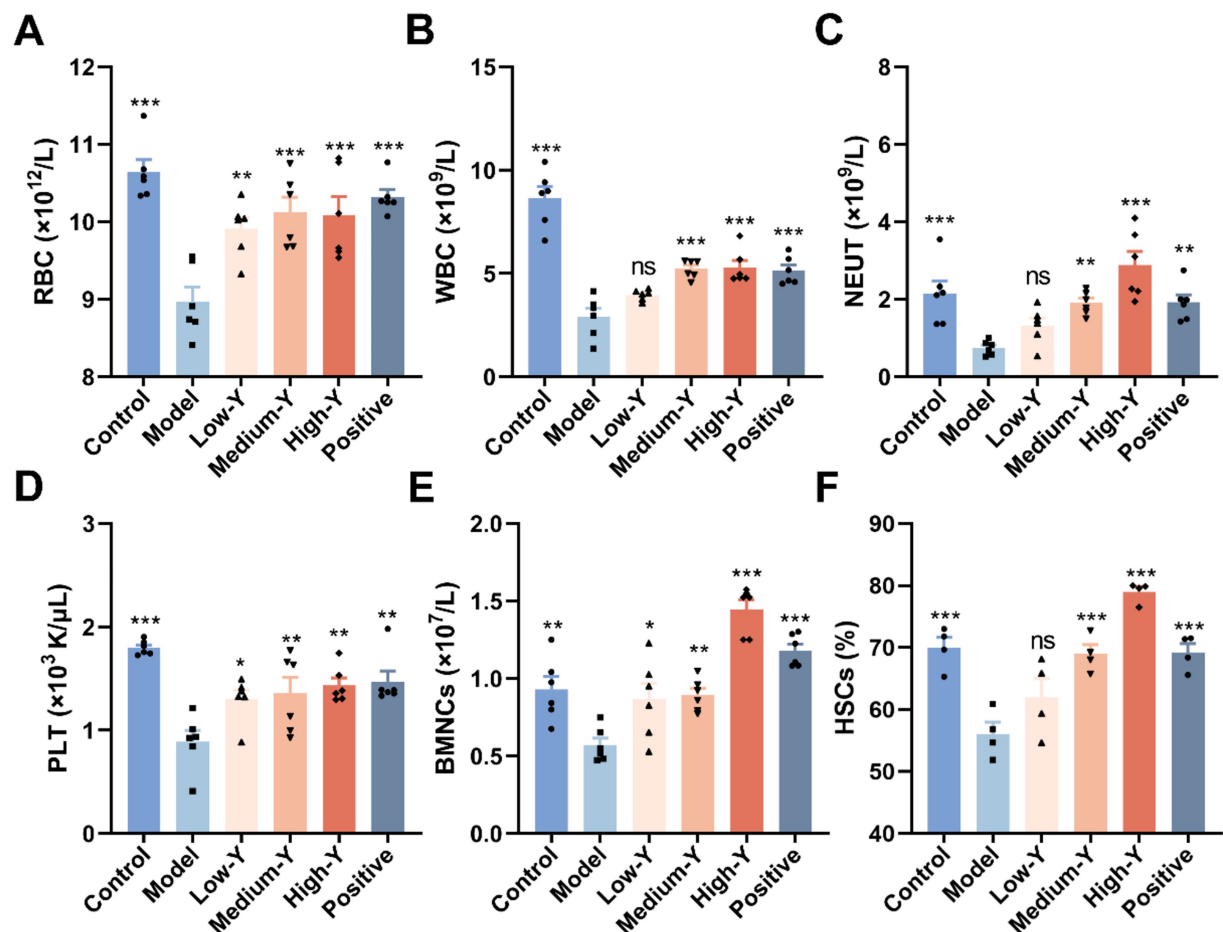 A
RBC (×10¹²/L)
12
11
10
9
8
***
**
***
***
***
Control
Model
Low-Y
Medium-Y
High-Y
Positive
B
WBC (×10⁹/L)
15
10
5
0
***
ns
***
***
***
Control
Model
Low-Y
Medium-Y
High-Y
Positive
C
NEUT (×10⁹/L)
8
6
4
2
0
***
ns
**
***
**
Control
Model
Low-Y
Medium-Y
High-Y
Positive
D
PLT (×10³ K/μL)
3
2
1
0
***
*
**
**
**
Control
Model
Low-Y
Medium-Y
High-Y
Positive
E
BMNCs (×10⁷/L)
2.0
1.5
1.0
0.5
0.0
**
*
**
***
***
Control
Model
Low-Y
Medium-Y
High-Y
Positive
F
HSCs (%)
90
80
70
60
50
40
***
ns
***
***
***
Control
Model
Low-Y
Medium-Y
High-Y
Positive